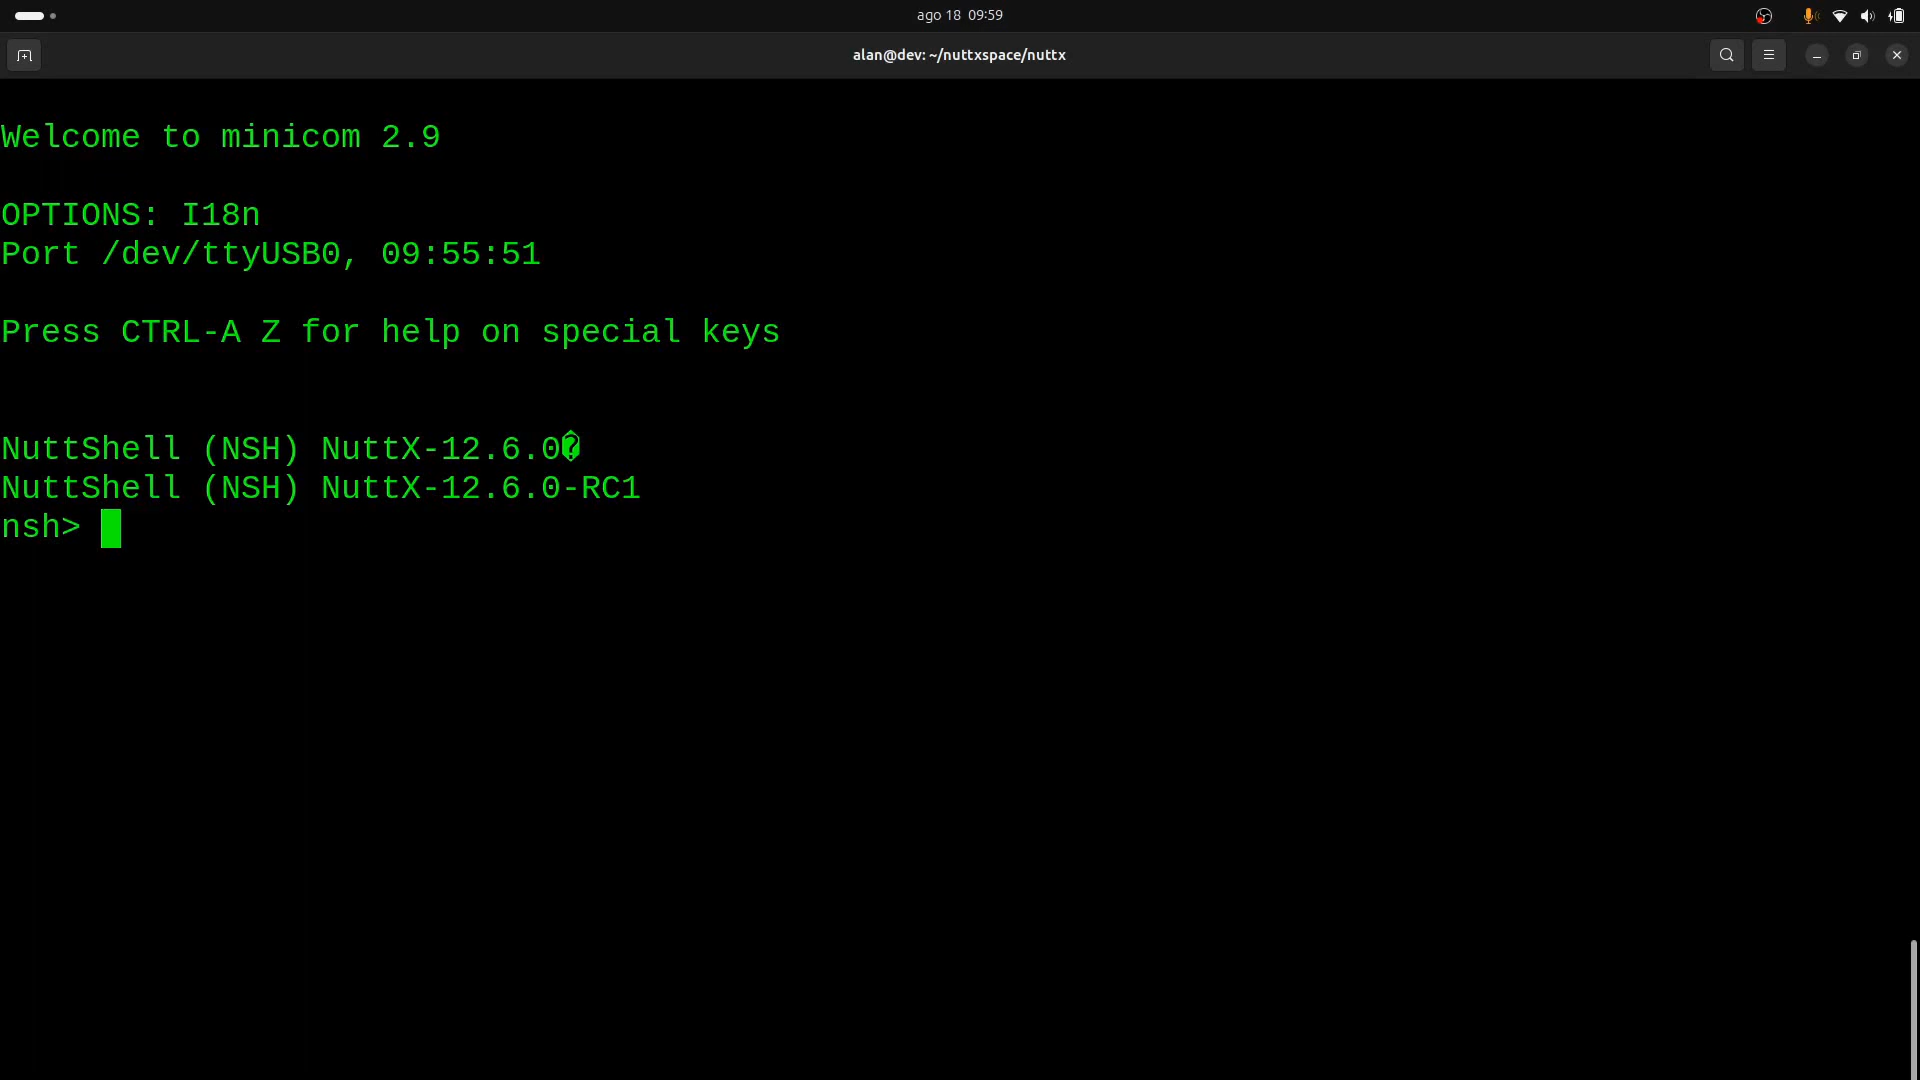 ago 18 09:59
alan@dev: ~/nuttxspace/nuttx
Welcome to minicom 2.9
OPTIONS: I18n
Port /dev/ttyUSB0, 09:55:51
Press CTRL-A Z for help on special keys
NuttShell (NSH) NuttX-12.6.0�
NuttShell (NSH) NuttX-12.6.0-RC1
nsh>